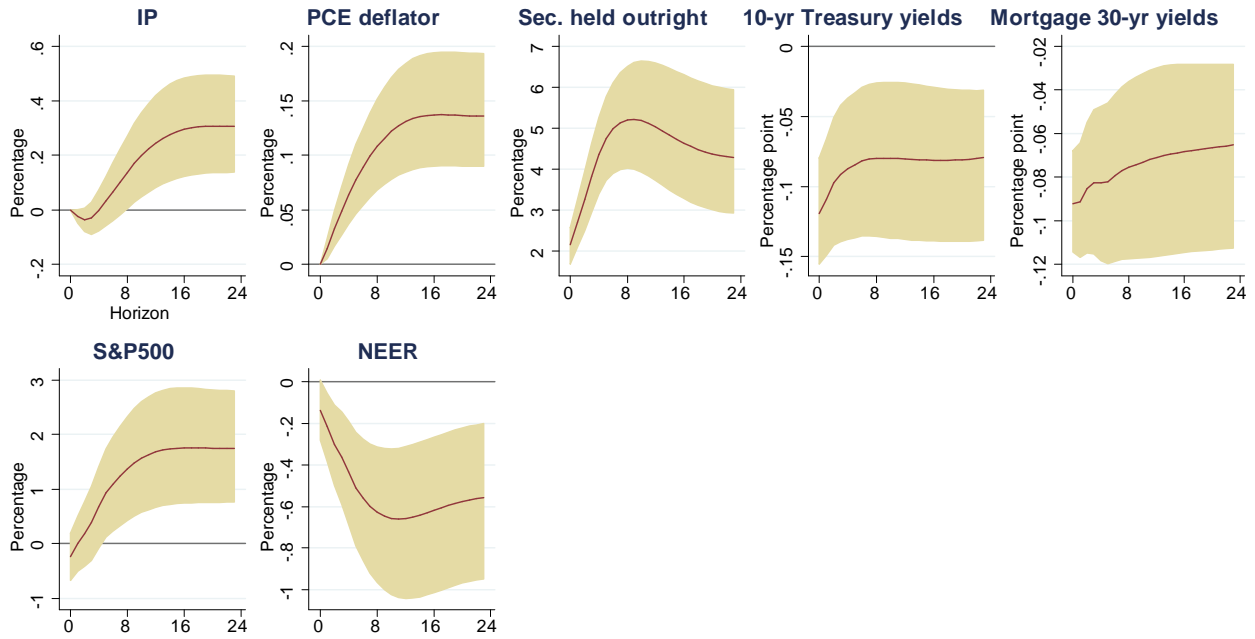 IP
Percentage
.6
.4
.2
0
-.2
0 8 16 24
Horizon
PCE deflator
Percentage
.2
.15
.1
.05
0
0 8 16 24
Sec. held outright
Percentage
7
6
5
4
3
2
0 8 16 24
10-yr Treasury yields
Percentage point
0
-.05
-.1
-.15
0 8 16 24
Mortgage 30-yr yields
Percentage point
-.02
-.04
-.06
-.08
-.1
-.12
0 8 16 24
S&P500
Percentage
3
2
1
0
-1
0 8 16 24
NEER
Percentage
0
-.2
-.4
-.6
-.8
-1
0 8 16 24